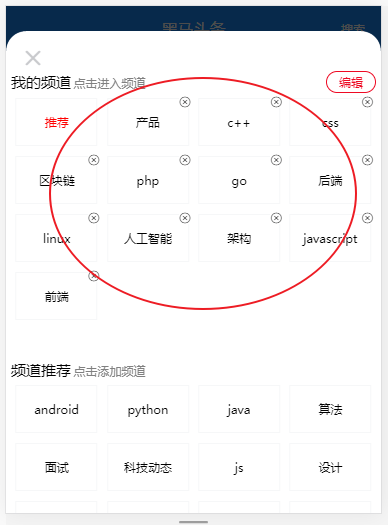 黑马头条 搜索
我的频道 点击进入频道 编辑
推荐 产品 c++ css
区块链 php go 后端
linux 人工智能 架构 javascript
前端
频道推荐 点击添加频道
android python java 算法
面试 科技动态 js 设计